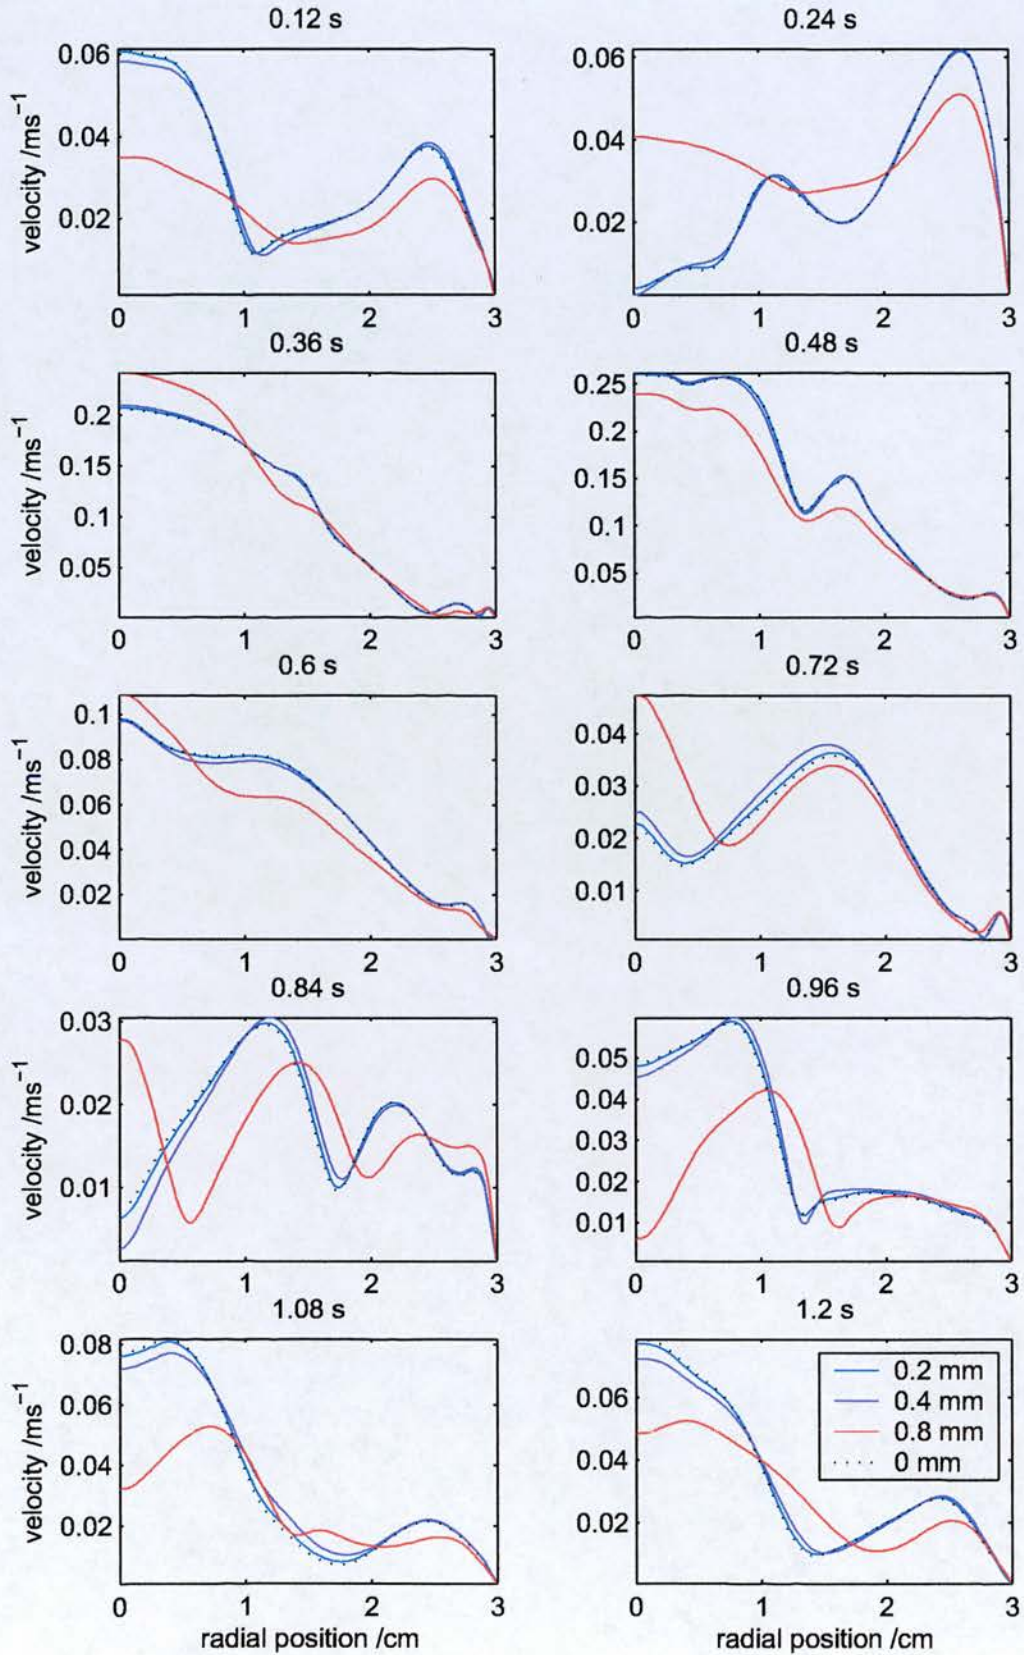 0.12 s
0.24 s
velocity /ms⁻¹
0.06
0.04
0.02
0 1 2 3
0.06
0.04
0.02
0 1 2 3
0.36 s
0.48 s
velocity /ms⁻¹
0.2
0.15
0.1
0.05
0 1 2 3
0.25
0.2
0.15
0.1
0.05
0 1 2 3
0.6 s
0.72 s
velocity /ms⁻¹
0.1
0.08
0.06
0.04
0.02
0 1 2 3
0.04
0.03
0.02
0.01
0 1 2 3
0.84 s
0.96 s
velocity /ms⁻¹
0.03
0.02
0.01
0 1 2 3
0.05
0.04
0.03
0.02
0.01
0 1 2 3
1.08 s
1.2 s
velocity /ms⁻¹
0.08
0.06
0.04
0.02
0 1 2 3
radial position /cm
0.06
0.04
0.02
0 1 2 3
radial position /cm
0.2 mm
0.4 mm
0.8 mm
0 mm